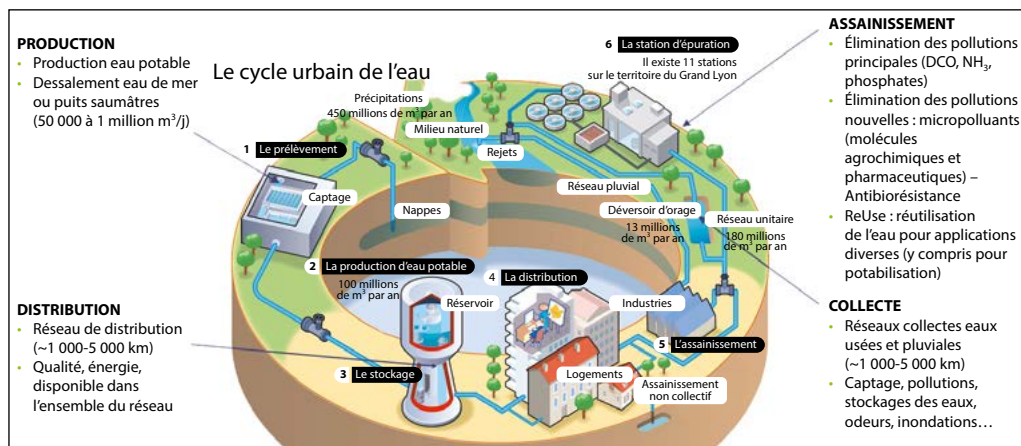 PRODUCTION
• Production eau potable
• Dessalement eau de mer
ou puits saumâtres
(50 000 à 1 million m³/j)
DISTRIBUTION
• Réseau de distribution
(~1 000-5 000 km)
• Qualité, énergie,
disponible dans
l'ensemble du réseau
Le cycle urbain de l'eau
Précipitations
450 millions
de m³ par an
Milieu naturel
Rejets
1 Le prélèvement
Captage
Nappes
2 La production d'eau potable
100 millions
de m³ par an
Réservoir
3 Le stockage
4 La distribution
Industries
Logements
5 L'assainissement
Assainissement
non collectif
6 La station d'épuration
Il existe 11 stations
sur le territoire du Grand Lyon
Réseau pluvial
Déversoir d'orage
13 millions
de m³ par an
Réseau unitaire
180 millions
de m³ par an
ASSAINISSEMENT
• Élimination des pollutions
principales (DCO, NH₃,
phosphates)
• Élimination des pollutions
nouvelles : micropolluants
(molécules
agrochimiques et
pharmaceutiques) –
Antibiorésistance
• ReUse : réutilisation
de l'eau pour applications
diverses (y compris pour
potabilisation)
COLLECTE
• Réseaux collectes eaux
usées et pluviales
(~1 000-5 000 km)
• Captage, pollutions,
stockages des eaux,
odeurs, inondations…